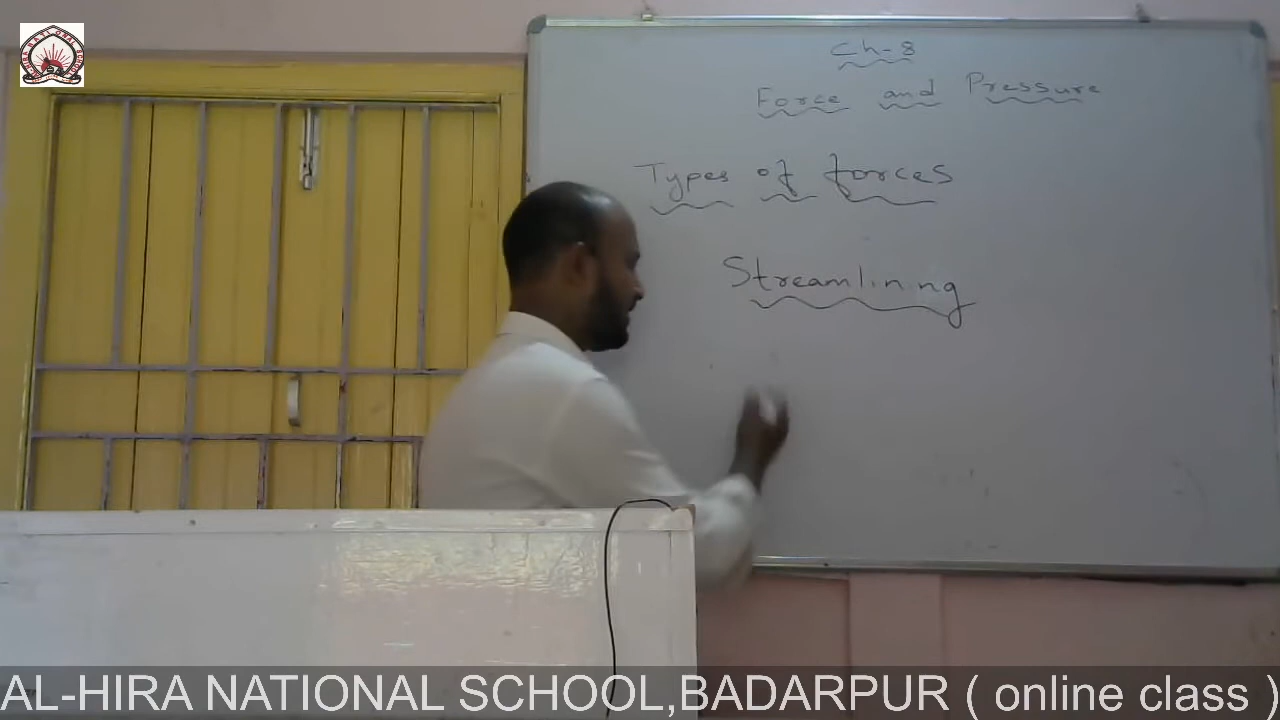 Ch-8
Force and Pressure
Types of forces
Streamlining
AL-HIRA NATIONAL SCHOOL,BADARPUR ( online class )